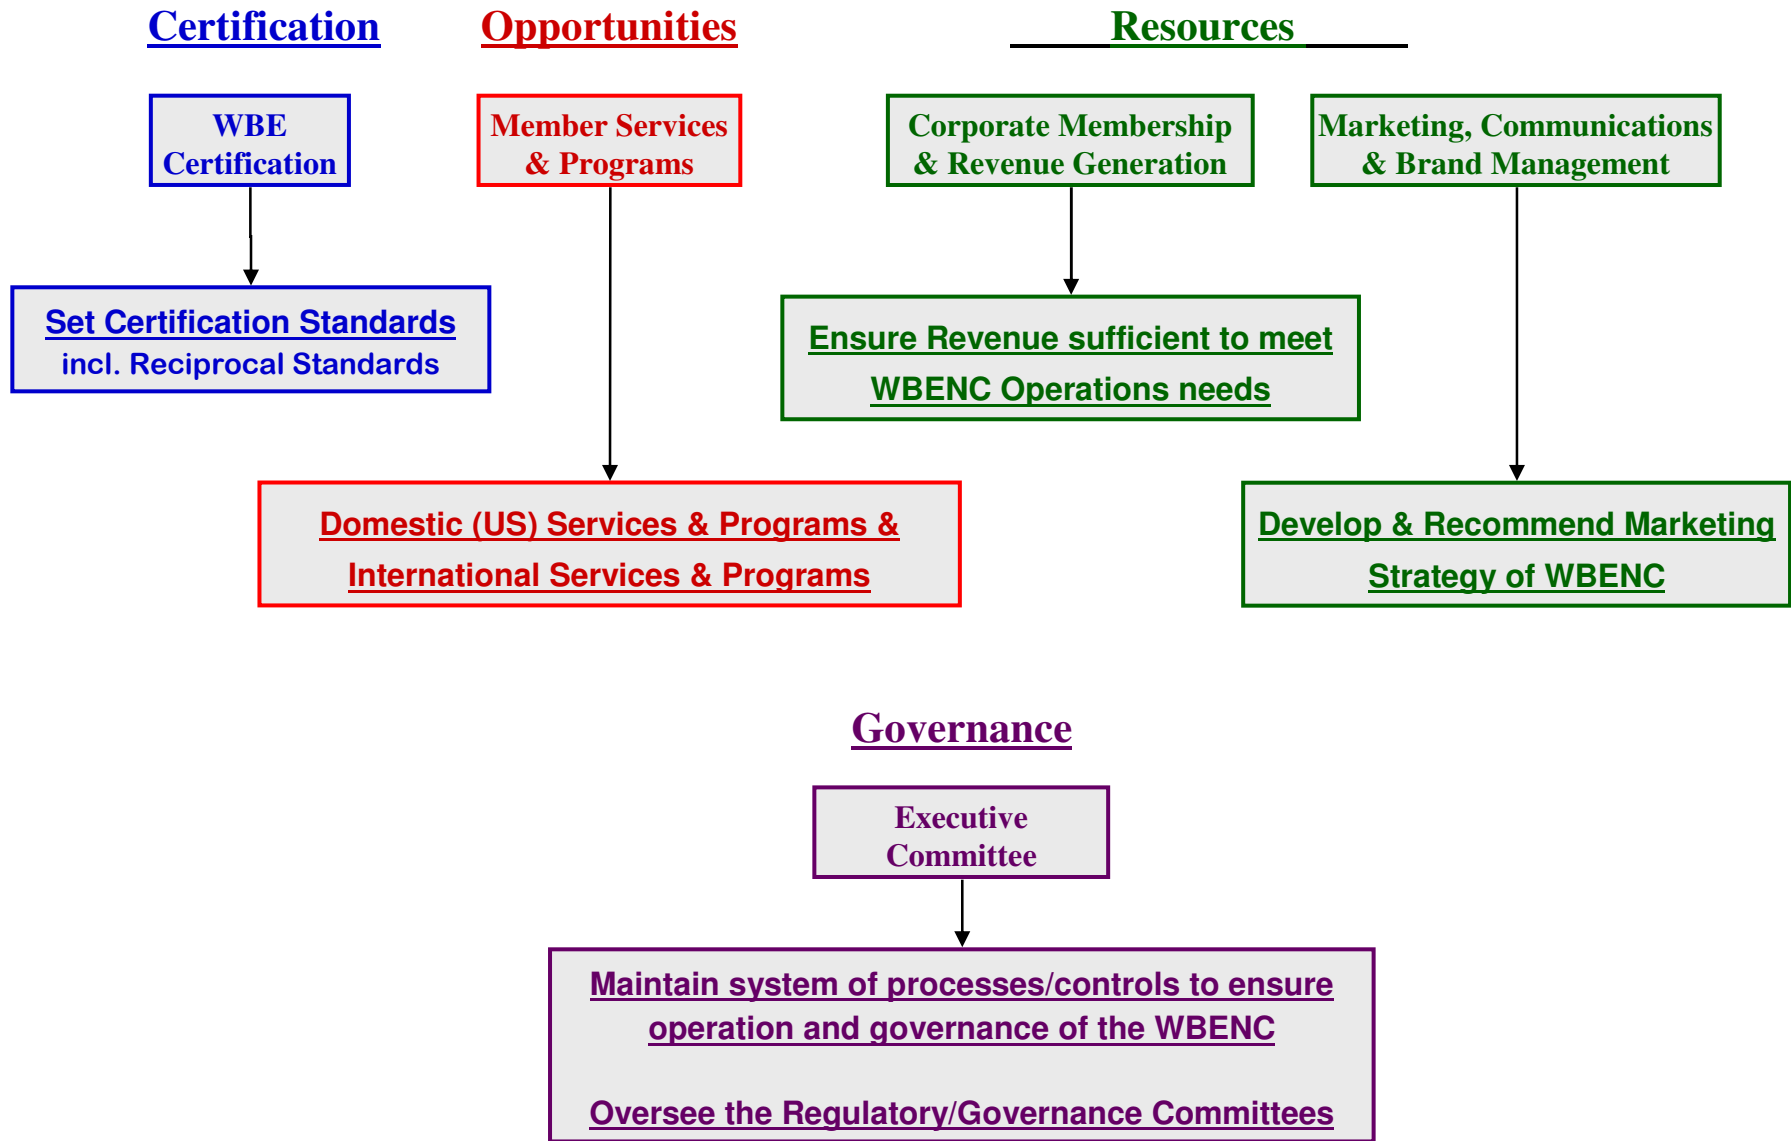 Certification
Opportunities
Resources
WBE
Certification
Member Services
& Programs
Corporate Membership
& Revenue Generation
Marketing, Communications
& Brand Management
Set Certification Standards
incl. Reciprocal Standards
Ensure Revenue sufficient to meet
WBENC Operations needs
Domestic (US) Services & Programs &
International Services & Programs
Develop & Recommend Marketing
Strategy of WBENC
Governance
Executive
Committee
Maintain system of processes/controls to ensure
operation and governance of the WBENC
Oversee the Regulatory/Governance Committees